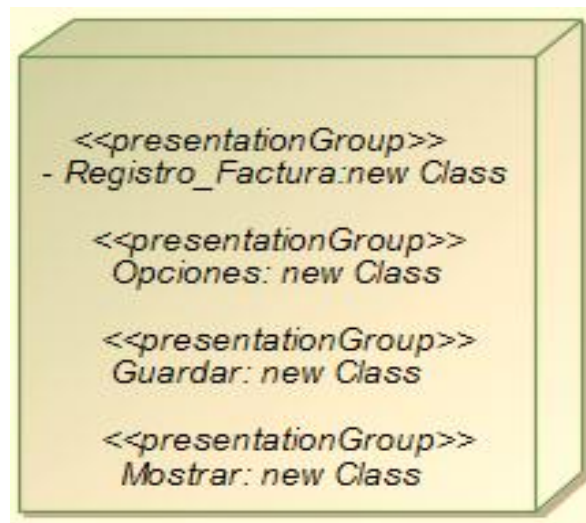 <<presentationGroup>>
- Registro_Factura:new Class
<<presentationGroup>>
Opciones: new Class
<<presentationGroup>>
Guardar: new Class
<<presentationGroup>>
Mostrar: new Class